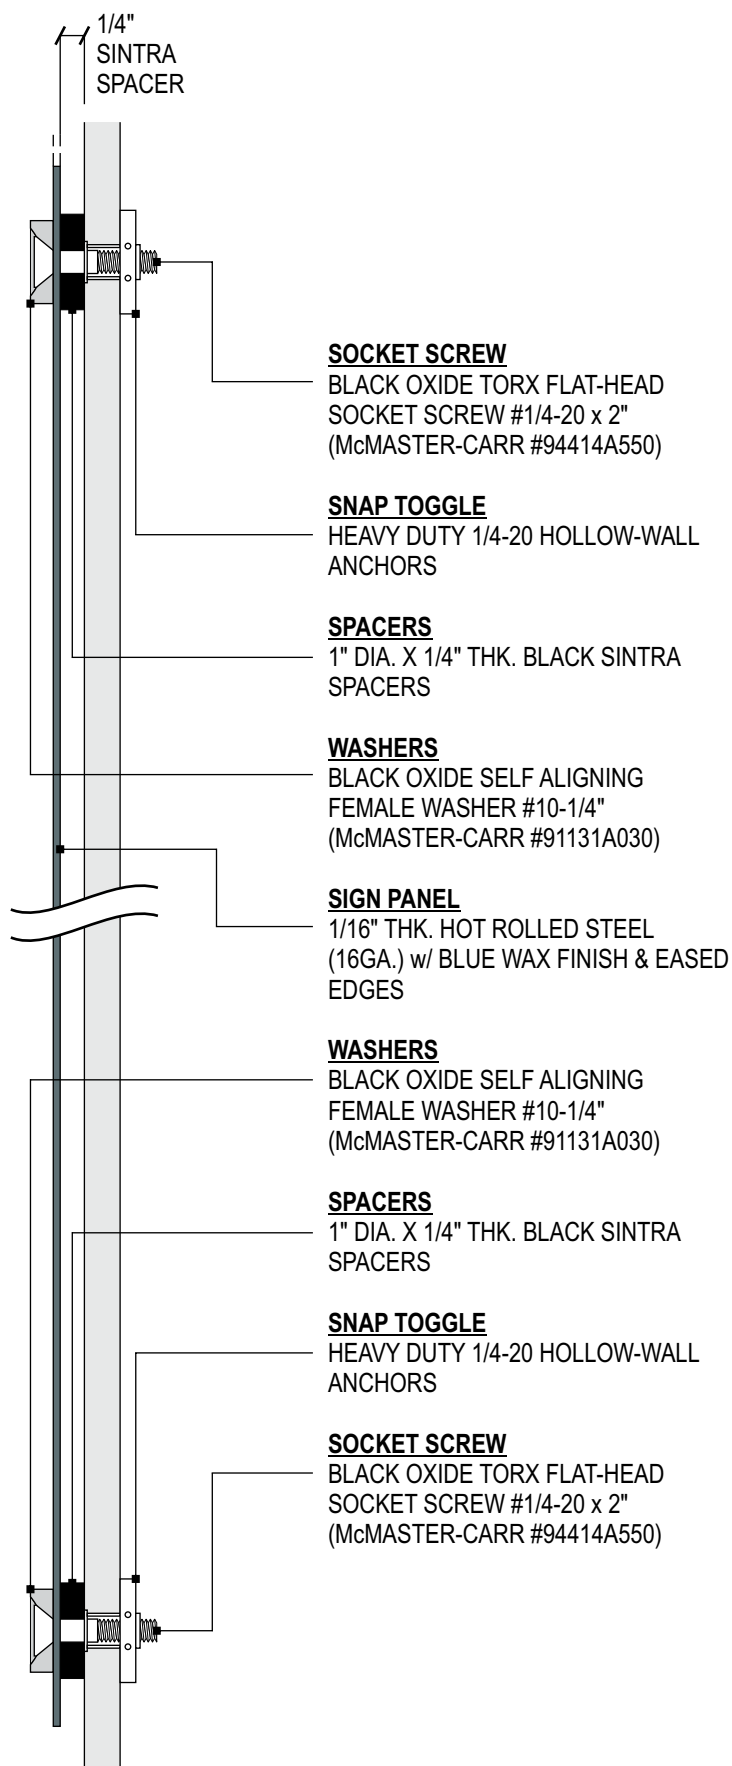 1/4"
SINTRA
SPACER
SOCKET SCREW
BLACK OXIDE TORX FLAT-HEAD
SOCKET SCREW #1/4-20 x 2"
(McMASTER-CARR #94414A550)
SNAP TOGGLE
HEAVY DUTY 1/4-20 HOLLOW-WALL
ANCHORS
SPACERS
1" DIA. X 1/4" THK. BLACK SINTRA
SPACERS
WASHERS
BLACK OXIDE SELF ALIGNING
FEMALE WASHER #10-1/4"
(McMASTER-CARR #91131A030)
SIGN PANEL
1/16" THK. HOT ROLLED STEEL
(16GA.) w/ BLUE WAX FINISH & EASED
EDGES
WASHERS
BLACK OXIDE SELF ALIGNING
FEMALE WASHER #10-1/4"
(McMASTER-CARR #91131A030)
SPACERS
1" DIA. X 1/4" THK. BLACK SINTRA
SPACERS
SNAP TOGGLE
HEAVY DUTY 1/4-20 HOLLOW-WALL
ANCHORS
SOCKET SCREW
BLACK OXIDE TORX FLAT-HEAD
SOCKET SCREW #1/4-20 x 2"
(McMASTER-CARR #94414A550)